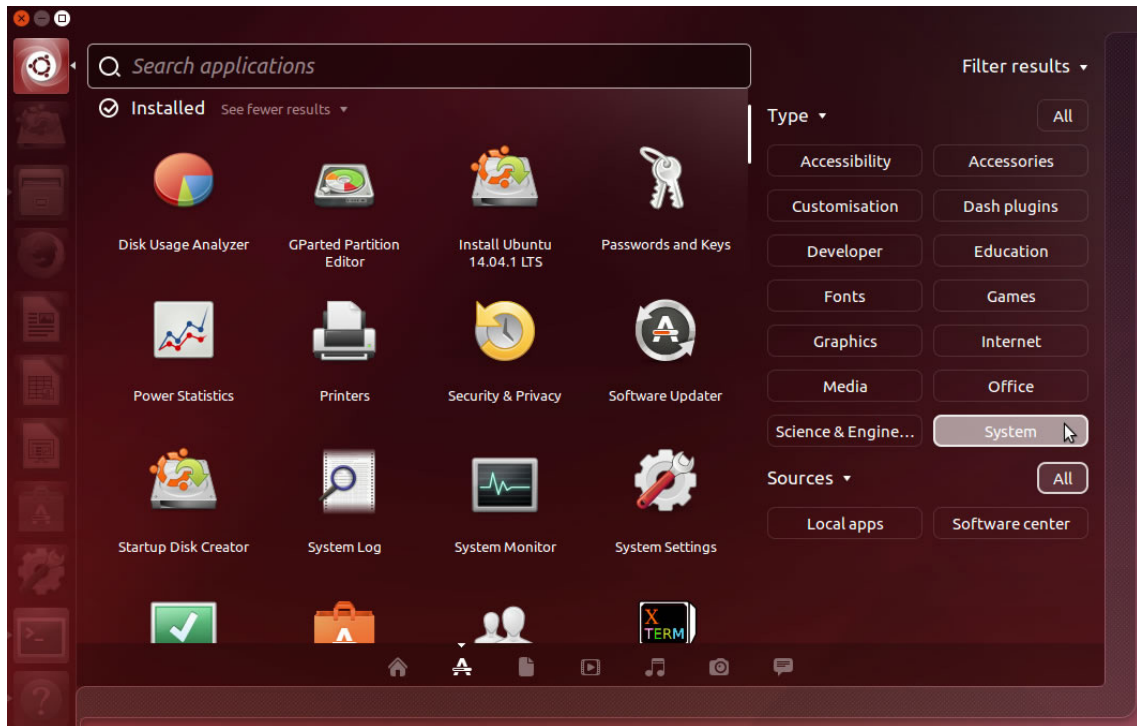 Search applications
Filter results
Installed See fewer results
Type
All
Accessibility
Accessories
Customisation
Dash plugins
Developer
Education
Fonts
Games
Graphics
Internet
Media
Office
Science & Engine...
System
Sources
All
Local apps
Software center
Disk Usage Analyzer
GParted Partition
Editor
Install Ubuntu
14.04.1 LTS
Passwords and Keys
Power Statistics
Printers
Security & Privacy
Software Updater
Startup Disk Creator
System Log
System Monitor
System Settings
X
TERM